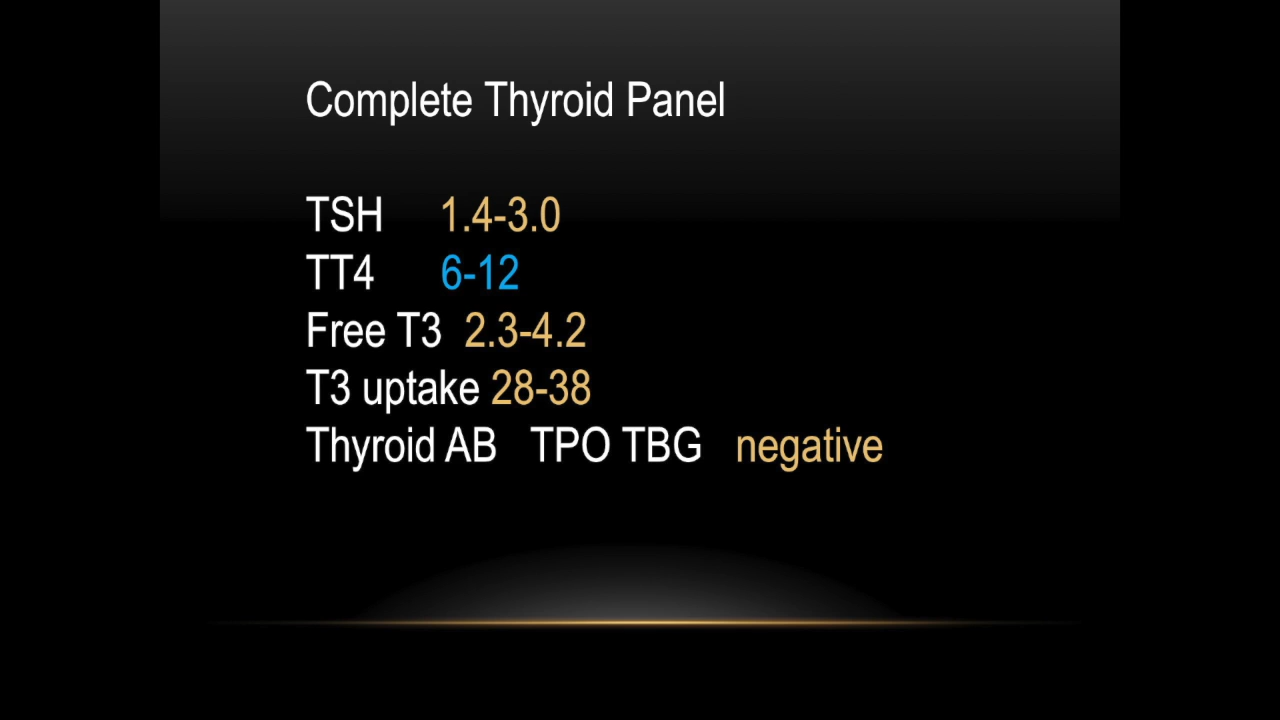 Complete Thyroid Panel
TSH 1.4-3.0
TT4 6-12
Free T3 2.3-4.2
T3 uptake 28-38
Thyroid AB TPO TBG negative